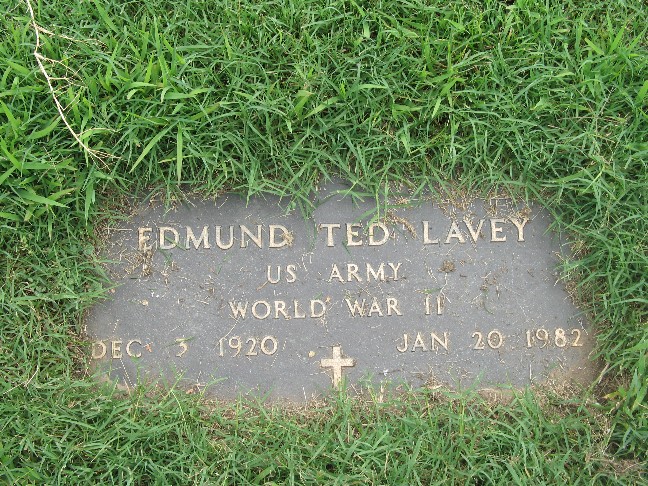 EDMUND TED LAVEY
US ARMY
WORLD WAR II
DEC 3 1920 JAN 20 1982